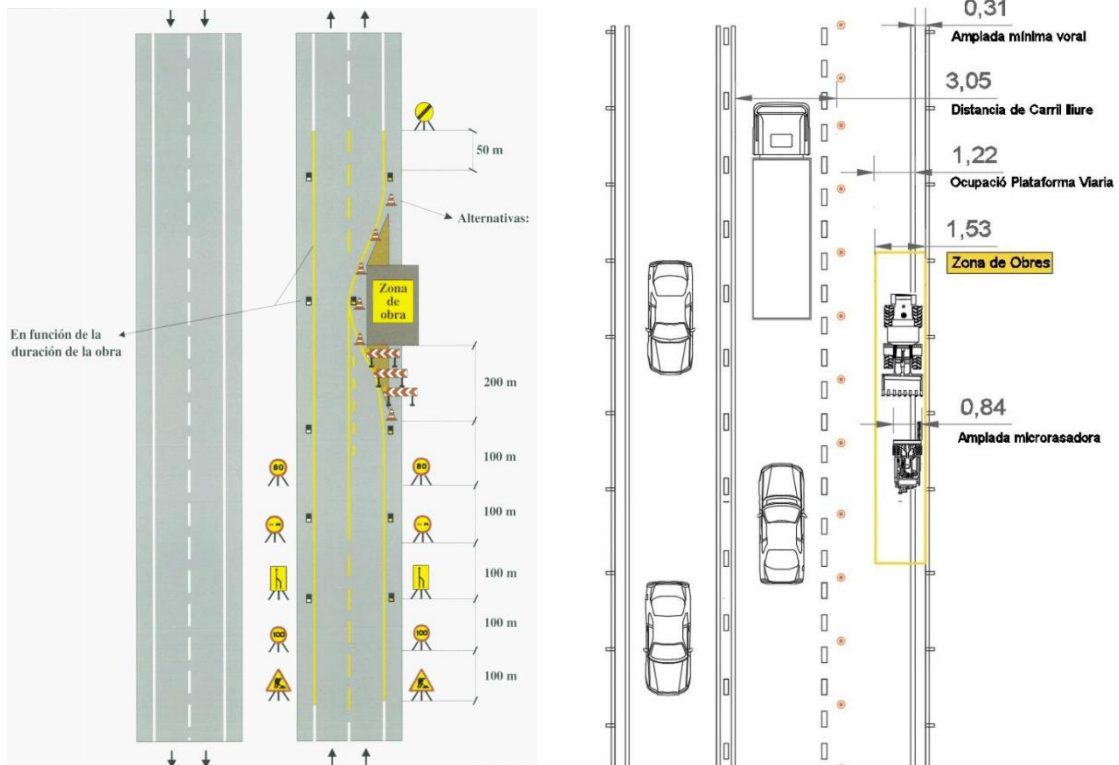 50 m
Alternativas:
Zona
de
obra
En función de la
duración de la obra
200 m
100 m
80
80
100 m
100 m
100 m
100
100
100 m
0,31
Amplada mínima voral
3,05
Distancia de Carril lliure
1,22
Ocupació Plataforma Viaria
1,53
Zona de Obres
0,84
Amplada microrasadora